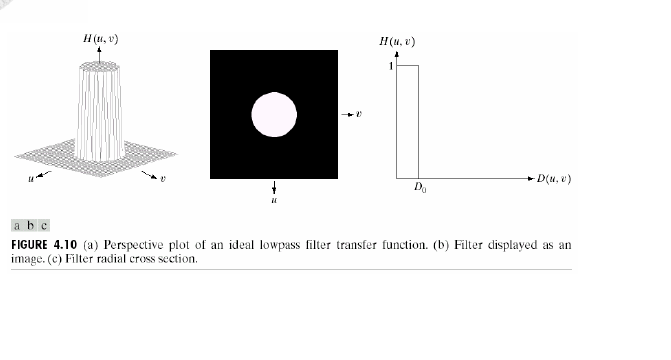 H(u, v)
u
v
v
u
H(u, v)
1
D0
D(u, v)
a b c
FIGURE 4.10 (a) Perspective plot of an ideal lowpass filter transfer function. (b) Filter displayed as an
image. (c) Filter radial cross section.